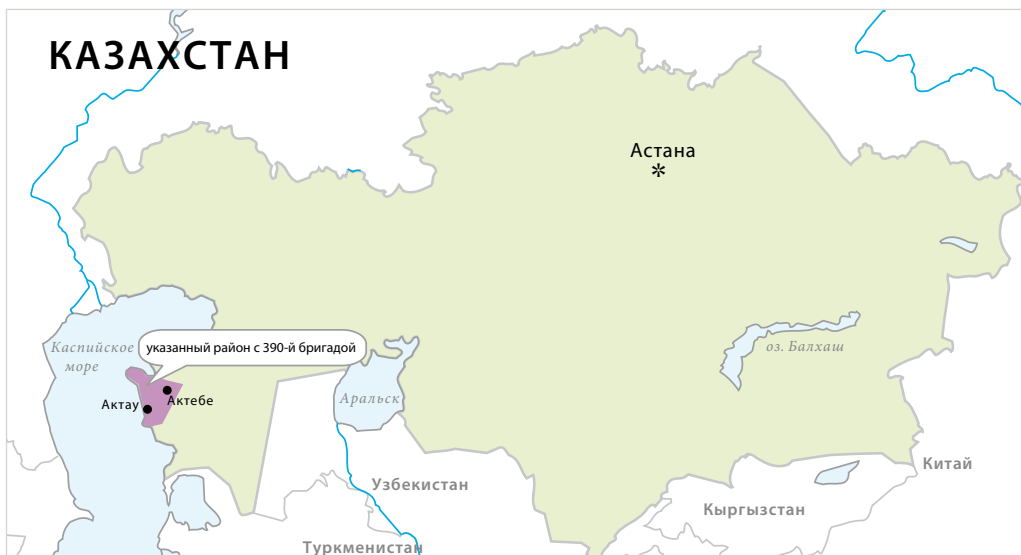 КАЗАХСТАН
Астана
*
Каспийское
море
указанный район с 390-й бригадой
оз. Балхаш
Актау
Актебе
Аральск
Китай
Узбекистан
Кыргызстан
Туркменистан